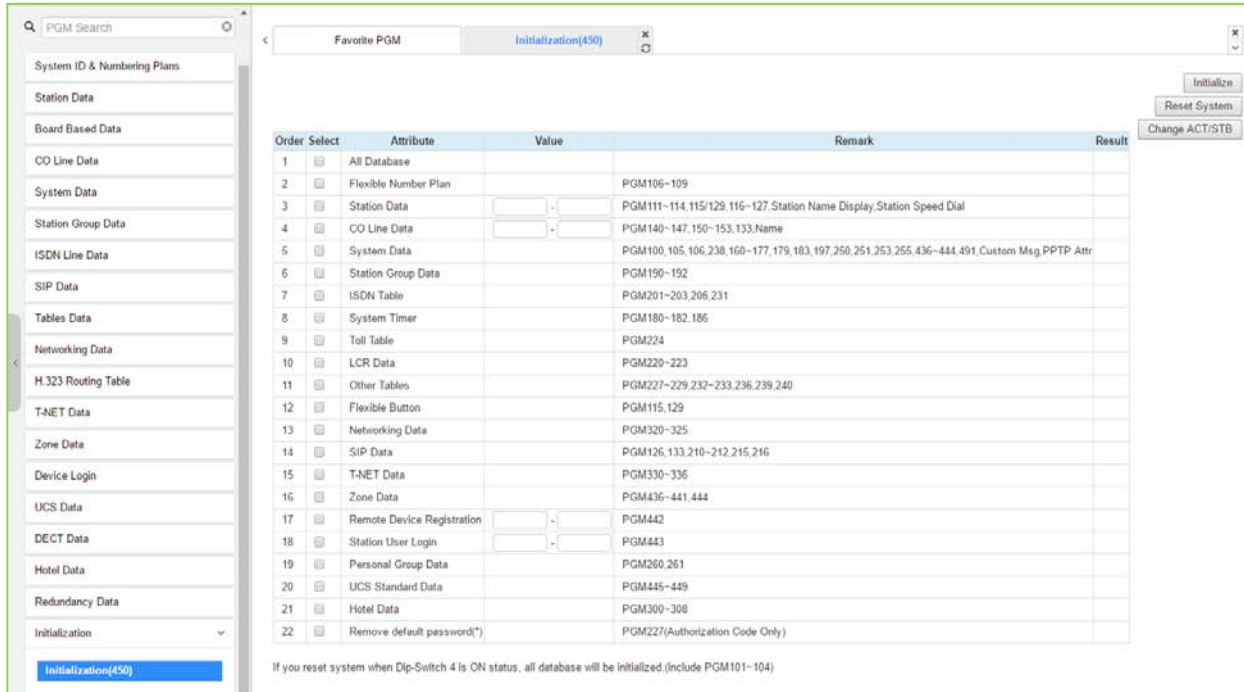 PGM Search
System ID & Numbering Plans
Station Data
Board Based Data
CO Line Data
System Data
Station Group Data
ISDN Line Data
SIP Data
Tables Data
Networking Data
H.323 Routing Table
T-NET Data
Zone Data
Device Login
UCS Data
DECT Data
Hotel Data
Redundancy Data
Initialization
Initialization(450)
Favorite PGM Initialization(450)
Initialize
Reset System
Change ACT/STB
Order Select Attribute Value Remark Result
1 All Database
2 Flexible Number Plan PGM106~109
3 Station Data - PGM111~114,115/129,116~127,Station Name Display,Station Speed Dial
4 CO Line Data - PGM140~147,150~153,133,Name
5 System Data PGM100,105,106,238,160~177,179,183,197,250,251,253,255,436~444,491,Custom Msg,PPTP Attr
6 Station Group Data PGM190~192
7 ISDN Table PGM201~203,206,231
8 System Timer PGM180~182,186
9 Toll Table PGM224
10 LCR Data PGM220~223
11 Other Tables PGM227~229,232~233,236,239,240
12 Flexible Button PGM115,129
13 Networking Data PGM320~325
14 SIP Data PGM126,133,210~212,215,216
15 T-NET Data PGM330~336
16 Zone Data PGM436~441,444
17 Remote Device Registration - PGM442
18 Station User Login - PGM443
19 Personal Group Data PGM260,261
20 UCS Standard Data PGM445~449
21 Hotel Data PGM300~308
22 Remove default password(*) PGM227(Authorization Code Only)
If you reset system when Dip-Switch 4 is ON status, all database will be initialized.(Include PGM101~104)